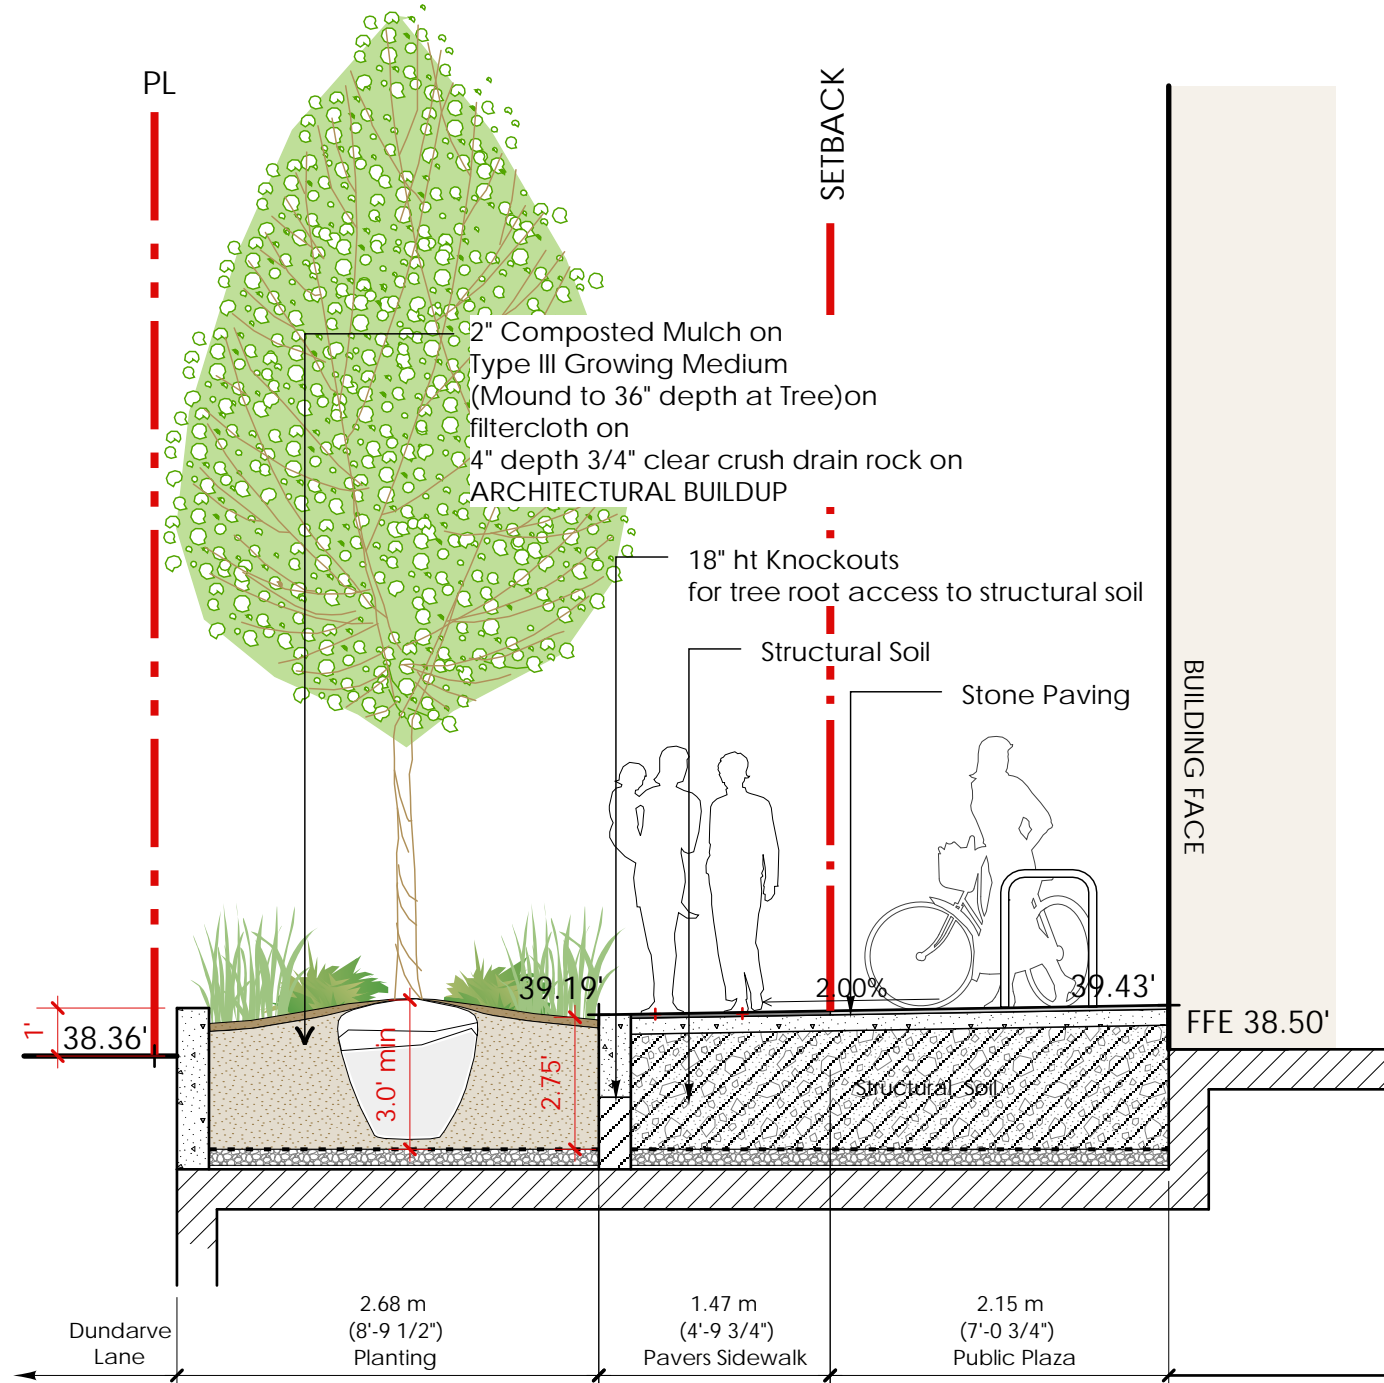 PL
SETBACK
2" Composted Mulch on
Type III Growing Medium
(Mound to 36" depth at Tree)on
filtercloth on
4" depth 3/4" clear crush drain rock on
ARCHITECTURAL BUILDUP
18" ht Knockouts
for tree root access to structural soil
Structural Soil
Stone Paving
BUILDING FACE
39.19'
2.00%
39.43'
1'
38.36'
FFE 38.50'
3.0' min
2.75'
Structural Soil
Dundarve
Lane
2.68 m
(8'-9 1/2")
Planting
1.47 m
(4'-9 3/4")
Pavers Sidewalk
2.15 m
(7'-0 3/4")
Public Plaza